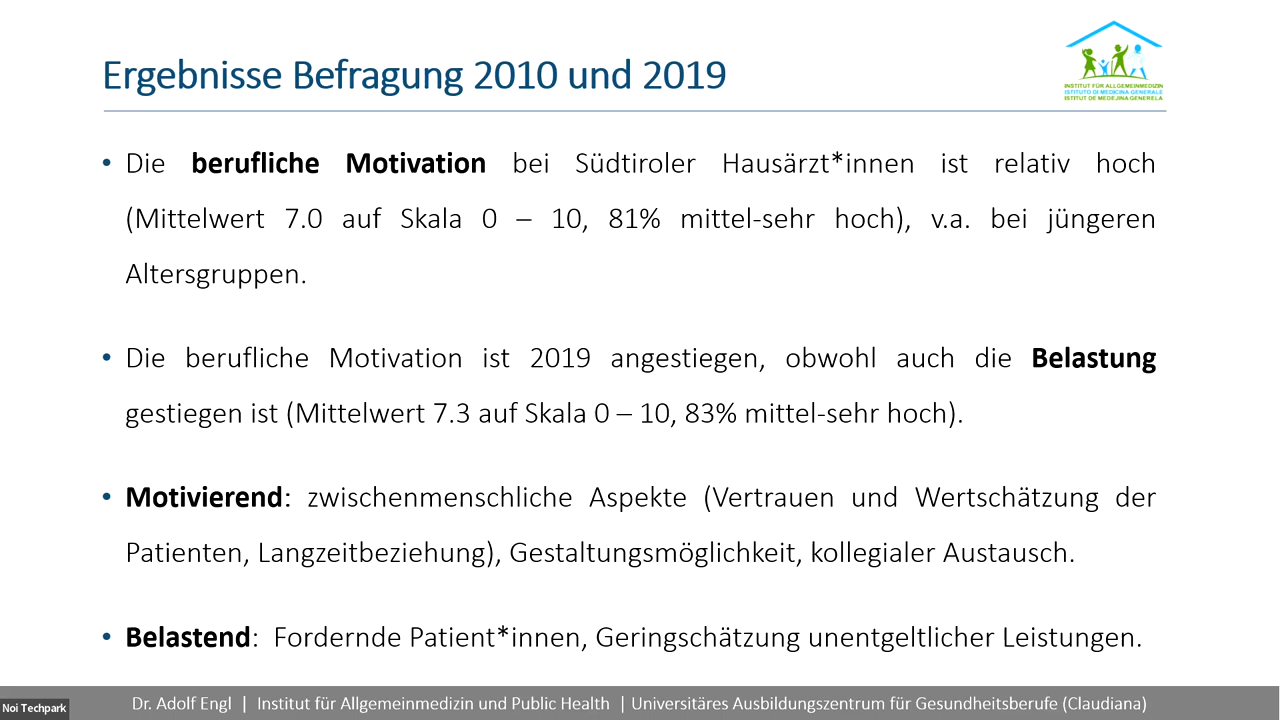 Ergebnisse Befragung 2010 und 2019
INSTITUT FÜR ALLGEMEINMEDIZIN
ISTITUTO DI MEDICINA GENERALE
ISTITUT DE MEDEJINA GENERELA
• Die berufliche Motivation bei Südtiroler Hausärzt*innen ist relativ hoch
(Mittelwert 7.0 auf Skala 0 – 10, 81% mittel-sehr hoch), v.a. bei jüngeren
Altersgruppen.
• Die berufliche Motivation ist 2019 angestiegen, obwohl auch die Belastung
gestiegen ist (Mittelwert 7.3 auf Skala 0 – 10, 83% mittel-sehr hoch).
• Motivierend: zwischenmenschliche Aspekte (Vertrauen und Wertschätzung der
Patienten, Langzeitbeziehung), Gestaltungsmöglichkeit, kollegialer Austausch.
• Belastend: Fordernde Patient*innen, Geringschätzung unentgeltlicher Leistungen.
Dr. Adolf Engl | Institut für Allgemeinmedizin und Public Health | Universitäres Ausbildungszentrum für Gesundheitsberufe (Claudiana)
Noi Techpark